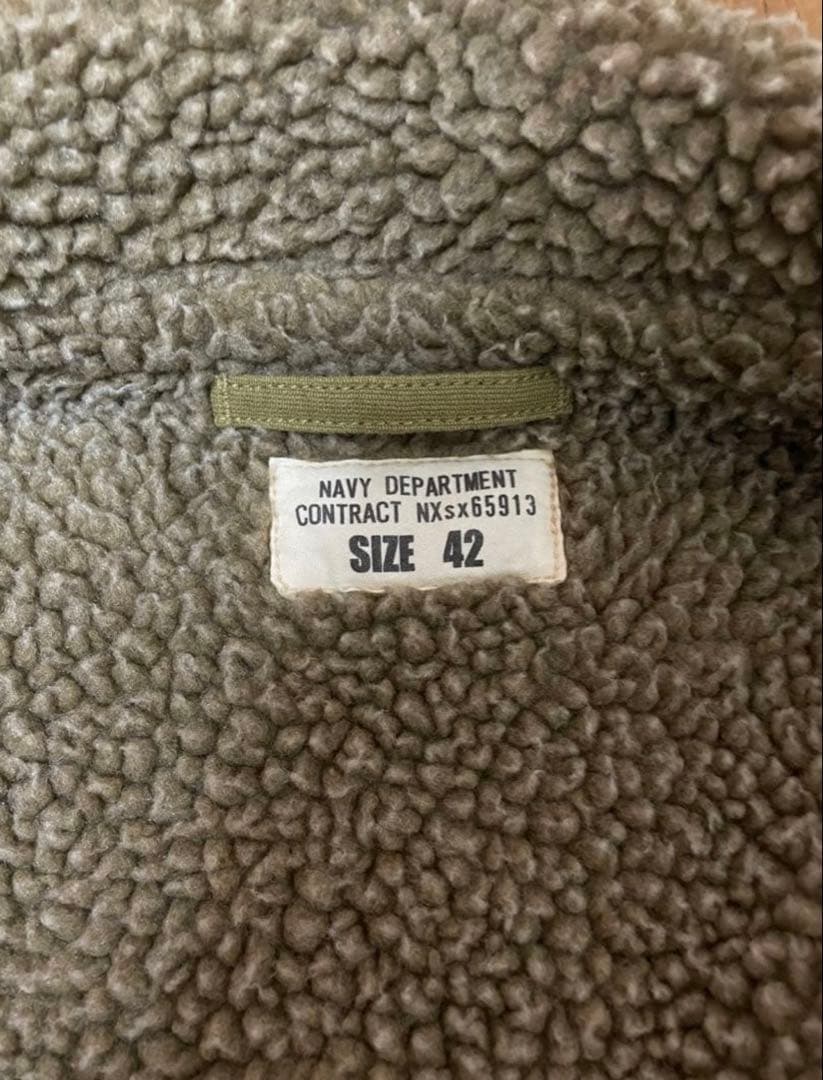 NAVY DEPARTMENT
CONTRACT NXsx65913
SIZE 42